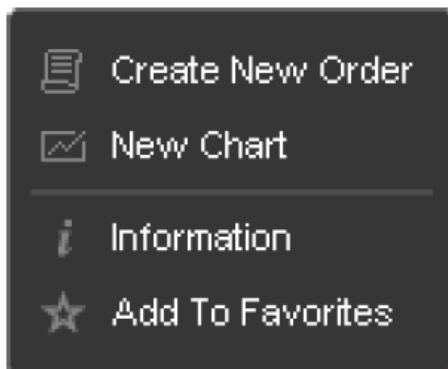 Create New Order
New Chart
Information
Add To Favorites